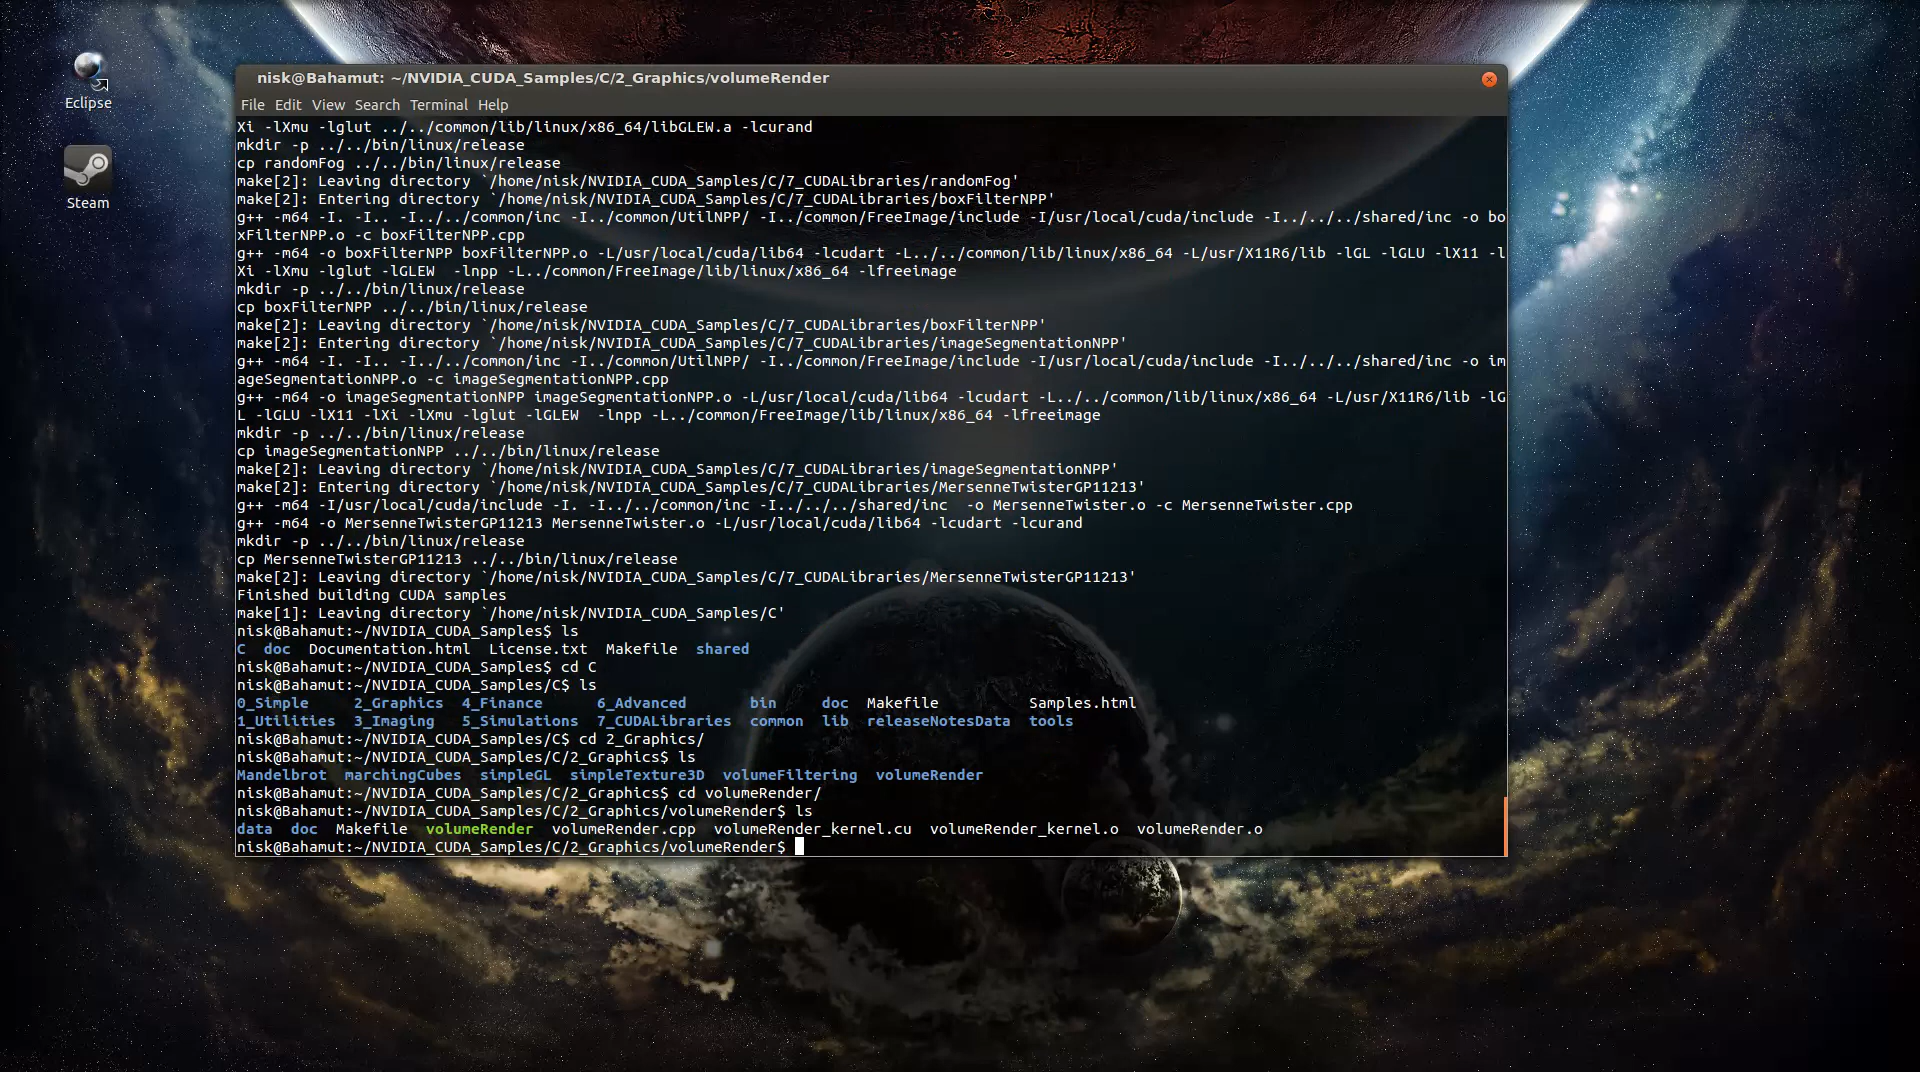 nisk@Bahamut: ~/NVIDIA_CUDA_Samples/C/2_Graphics/volumeRender
Eclipse
Steam
File Edit View Search Terminal Help
Xi -lXmu -lglut ../../common/lib/linux/x86_64/libGLEW.a -lcurand
mkdir -p ../../bin/linux/release
cp randomFog ../../bin/linux/release
make[2]: Leaving directory `/home/nisk/NVIDIA_CUDA_Samples/C/7_CUDALibraries/randomFog'
make[2]: Entering directory `/home/nisk/NVIDIA_CUDA_Samples/C/7_CUDALibraries/boxFilterNPP'
g++ -m64 -I. -I.. -I../../common/inc -I../common/UtilNPP/ -I../common/FreeImage/include -I/usr/local/cuda/include -I../../../shared/inc -o bo
xFilterNPP.o -c boxFilterNPP.cpp
g++ -m64 -o boxFilterNPP boxFilterNPP.o -L/usr/local/cuda/lib64 -lcudart -L../../common/lib/linux/x86_64 -L/usr/X11R6/lib -lGL -lGLU -lX11 -l
Xi -lXmu -lglut -lGLEW  -lnpp -L../common/FreeImage/lib/linux/x86_64 -lfreeimage
mkdir -p ../../bin/linux/release
cp boxFilterNPP ../../bin/linux/release
make[2]: Leaving directory `/home/nisk/NVIDIA_CUDA_Samples/C/7_CUDALibraries/boxFilterNPP'
make[2]: Entering directory `/home/nisk/NVIDIA_CUDA_Samples/C/7_CUDALibraries/imageSegmentationNPP'
g++ -m64 -I. -I.. -I../../common/inc -I../common/UtilNPP/ -I../common/FreeImage/include -I/usr/local/cuda/include -I../../../shared/inc -o im
ageSegmentationNPP.o -c imageSegmentationNPP.cpp
g++ -m64 -o imageSegmentationNPP imageSegmentationNPP.o -L/usr/local/cuda/lib64 -lcudart -L../../common/lib/linux/x86_64 -L/usr/X11R6/lib -lG
L -lGLU -lX11 -lXi -lXmu -lglut -lGLEW  -lnpp -L../common/FreeImage/lib/linux/x86_64 -lfreeimage
mkdir -p ../../bin/linux/release
cp imageSegmentationNPP ../../bin/linux/release
make[2]: Leaving directory `/home/nisk/NVIDIA_CUDA_Samples/C/7_CUDALibraries/imageSegmentationNPP'
make[2]: Entering directory `/home/nisk/NVIDIA_CUDA_Samples/C/7_CUDALibraries/MersenneTwisterGP11213'
g++ -m64 -I/usr/local/cuda/include -I. -I../../common/inc -I../../../shared/inc  -o MersenneTwister.o -c MersenneTwister.cpp
g++ -m64 -o MersenneTwisterGP11213 MersenneTwister.o -L/usr/local/cuda/lib64 -lcudart -lcurand
mkdir -p ../../bin/linux/release
cp MersenneTwisterGP11213 ../../bin/linux/release
make[2]: Leaving directory `/home/nisk/NVIDIA_CUDA_Samples/C/7_CUDALibraries/MersenneTwisterGP11213'
Finished building CUDA samples
make[1]: Leaving directory `/home/nisk/NVIDIA_CUDA_Samples/C'
nisk@Bahamut:~/NVIDIA_CUDA_Samples$ ls
C  doc  Documentation.html  License.txt  Makefile  shared
nisk@Bahamut:~/NVIDIA_CUDA_Samples$ cd C
nisk@Bahamut:~/NVIDIA_CUDA_Samples/C$ ls
0_Simple     2_Graphics  4_Finance      6_Advanced       bin     doc  Makefile          Samples.html
1_Utilities  3_Imaging   5_Simulations  7_CUDALibraries  common  lib  releaseNotesData  tools
nisk@Bahamut:~/NVIDIA_CUDA_Samples/C$ cd 2_Graphics/
nisk@Bahamut:~/NVIDIA_CUDA_Samples/C/2_Graphics$ ls
Mandelbrot  marchingCubes  simpleGL  simpleTexture3D  volumeFiltering  volumeRender
nisk@Bahamut:~/NVIDIA_CUDA_Samples/C/2_Graphics$ cd volumeRender/
nisk@Bahamut:~/NVIDIA_CUDA_Samples/C/2_Graphics/volumeRender$ ls
data  doc  Makefile  volumeRender  volumeRender.cpp  volumeRender_kernel.cu  volumeRender_kernel.o  volumeRender.o
nisk@Bahamut:~/NVIDIA_CUDA_Samples/C/2_Graphics/volumeRender$